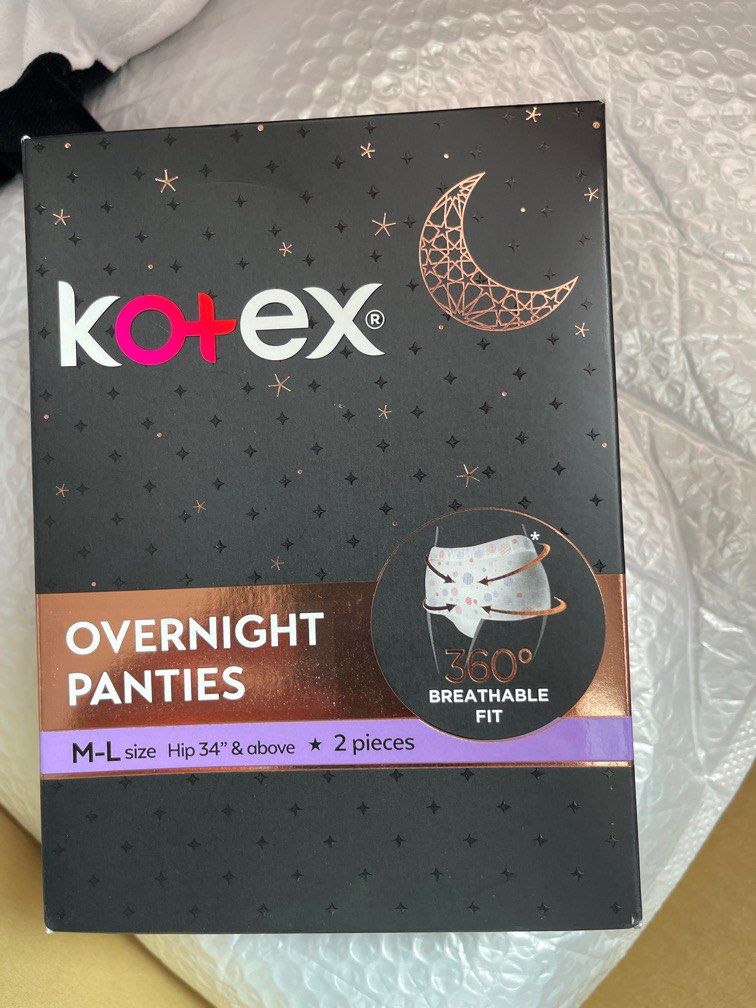 kotex®
OVERNIGHT
PANTIES
M-L size Hip 34" & above ★ 2 pieces
*
360°
BREATHABLE
FIT